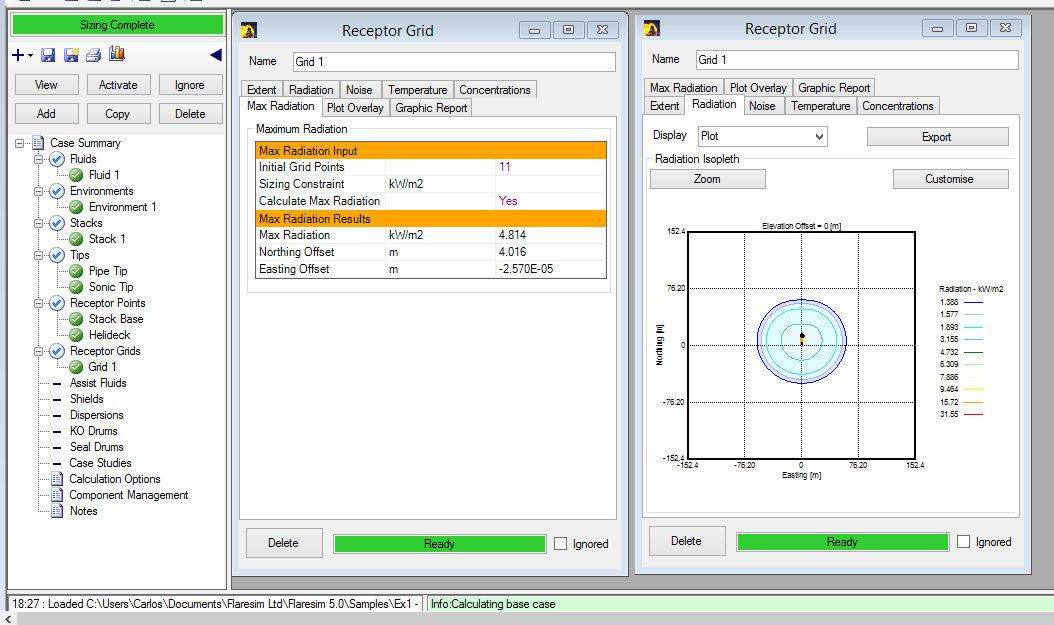 Sizing Complete
View
Activate
Ignore
Add
Copy
Delete
Case Summary
Fluids
Fluid 1
Environments
Environment 1
Stacks
Stack 1
Tips
Pipe Tip
Sonic Tip
Receptor Points
Stack Base
Helideck
Receptor Grids
Grid 1
Assist Fluids
Shields
Dispersions
KO Drums
Seal Drums
Case Studies
Calculation Options
Component Management
Notes
Receptor Grid
Name Grid 1
Extent Radiation Noise Temperature Concentrations
Max Radiation Plot Overlay Graphic Report
Maximum Radiation
Max Radiation Input
Initial Grid Points 11
Sizing Constraint kW/m2
Calculate Max Radiation Yes
Max Radiation Results
Max Radiation kW/m2 4.814
Northing Offset m 4.016
Easting Offset m -2.570E-05
Delete Ready Ignored
Receptor Grid
Name Grid 1
Max Radiation Plot Overlay Graphic Report
Extent Radiation Noise Temperature Concentrations
Display Plot Export
Radiation Isopleth
Zoom Customise
Elevation Offset = 0 [m]
152.4
76.20
0
-76.20
-152.4
Northing [m]
-152.4 -76.20 0 76.20 152.4
Easting [m]
Radiation - kW/m2
1.388
1.577
1.893
3.155
4.732
6.309
7.886
9.464
15.72
31.55
Delete Ready Ignored
18:27 : Loaded C:\Users\Carlos\Documents\Flaresim Ltd\Flaresim 5.0\Samples\Ex1 -
Info:Calculating base case